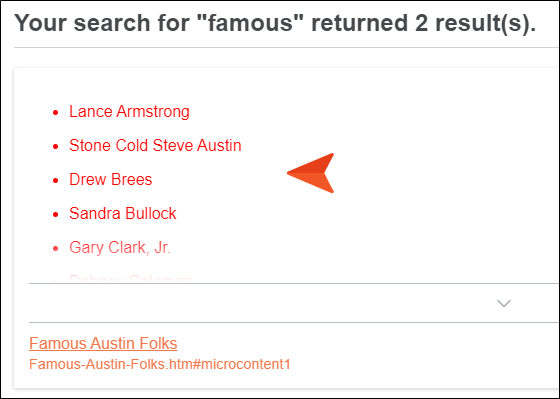 Your search for "famous" returned 2 result(s).
Lance Armstrong
Stone Cold Steve Austin
Drew Brees
Sandra Bullock
Gary Clark, Jr.
Famous Austin Folks
Famous-Austin-Folks.htm#microcontent1